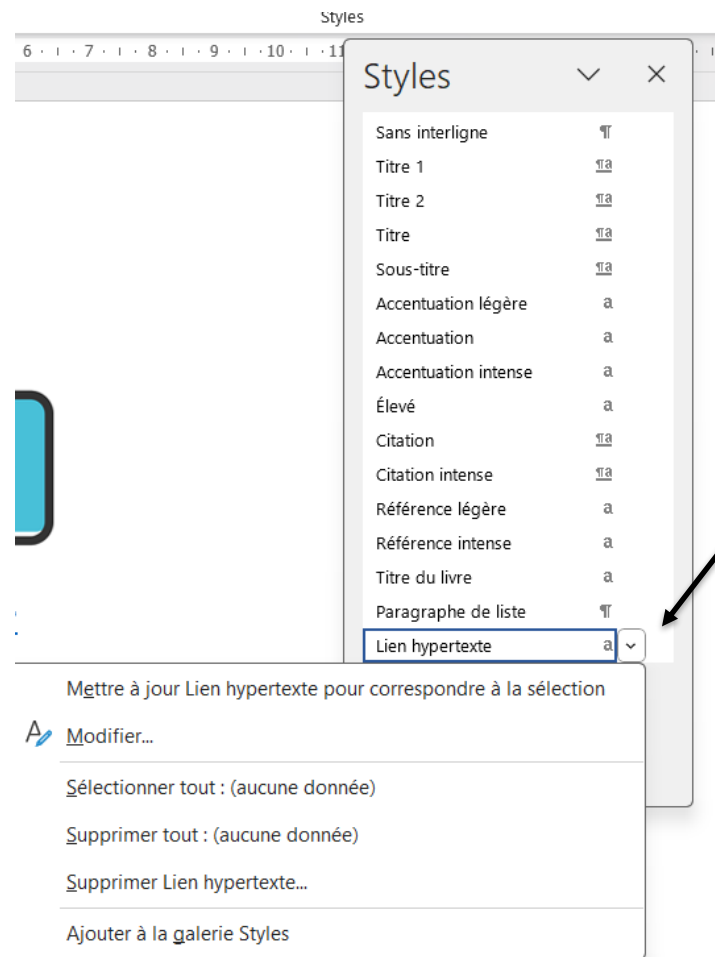 Styles
6 · ı · 7 · ı · 8 · ı · 9 · ı · 10 · ı · 11
Styles
Sans interligne ¶
Titre 1 ¶a
Titre 2 ¶a
Titre ¶a
Sous-titre ¶a
Accentuation légère a
Accentuation a
Accentuation intense a
Élevé a
Citation ¶a
Citation intense ¶a
Référence légère a
Référence intense a
Titre du livre a
Paragraphe de liste ¶
Lien hypertexte a
Mettre à jour Lien hypertexte pour correspondre à la sélection
Modifier...
Sélectionner tout : (aucune donnée)
Supprimer tout : (aucune donnée)
Supprimer Lien hypertexte...
Ajouter à la galerie Styles